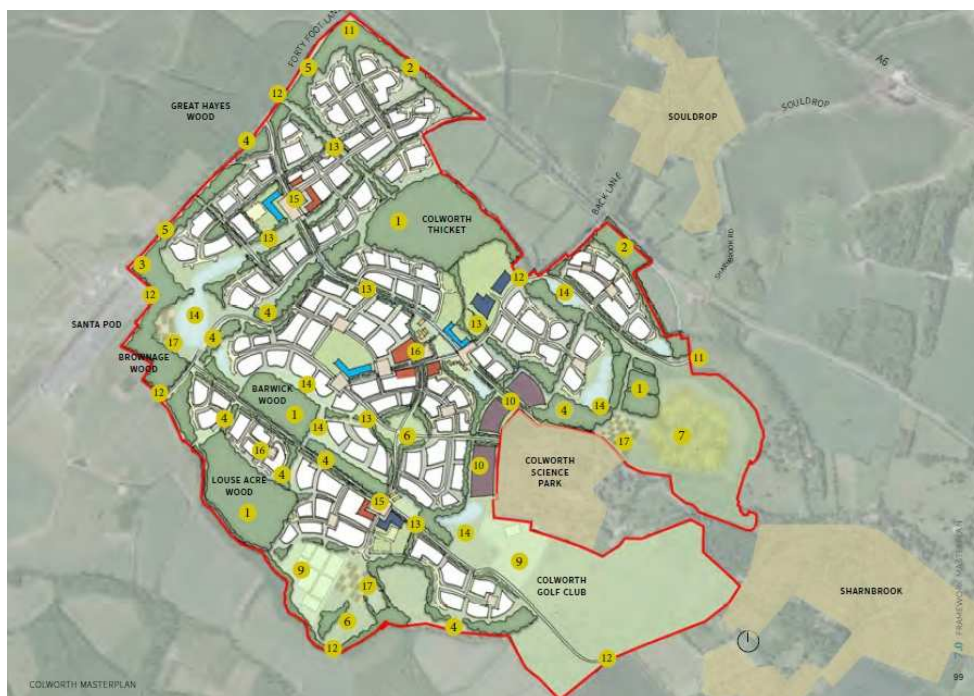 11
FORTY FOOT LANE
5
2
A6
12
GREAT HAYES
WOOD
SOULDROP
SOULDROP
4
13
15
BACK LANE
1
COLWORTH
THICKET
5
13
2
3
SHARNBROOK RD
12
12
14
13
14
4
13
SANTA POD
17
4
16
11
BROWNAGE
WOOD
14
12
BARWICK
WOOD
1
1
10
4
14
4
14
13
6
7
17
16
4
4
COLWORTH
SCIENCE
PARK
10
LOUSE ACRE
WOOD
1
15
13
14
9
9
17
COLWORTH
GOLF CLUB
SHARNBROOK
6
4
12
12
COLWORTH MASTERPLAN
7.0 FRAMEWORK MASTERPLAN
99